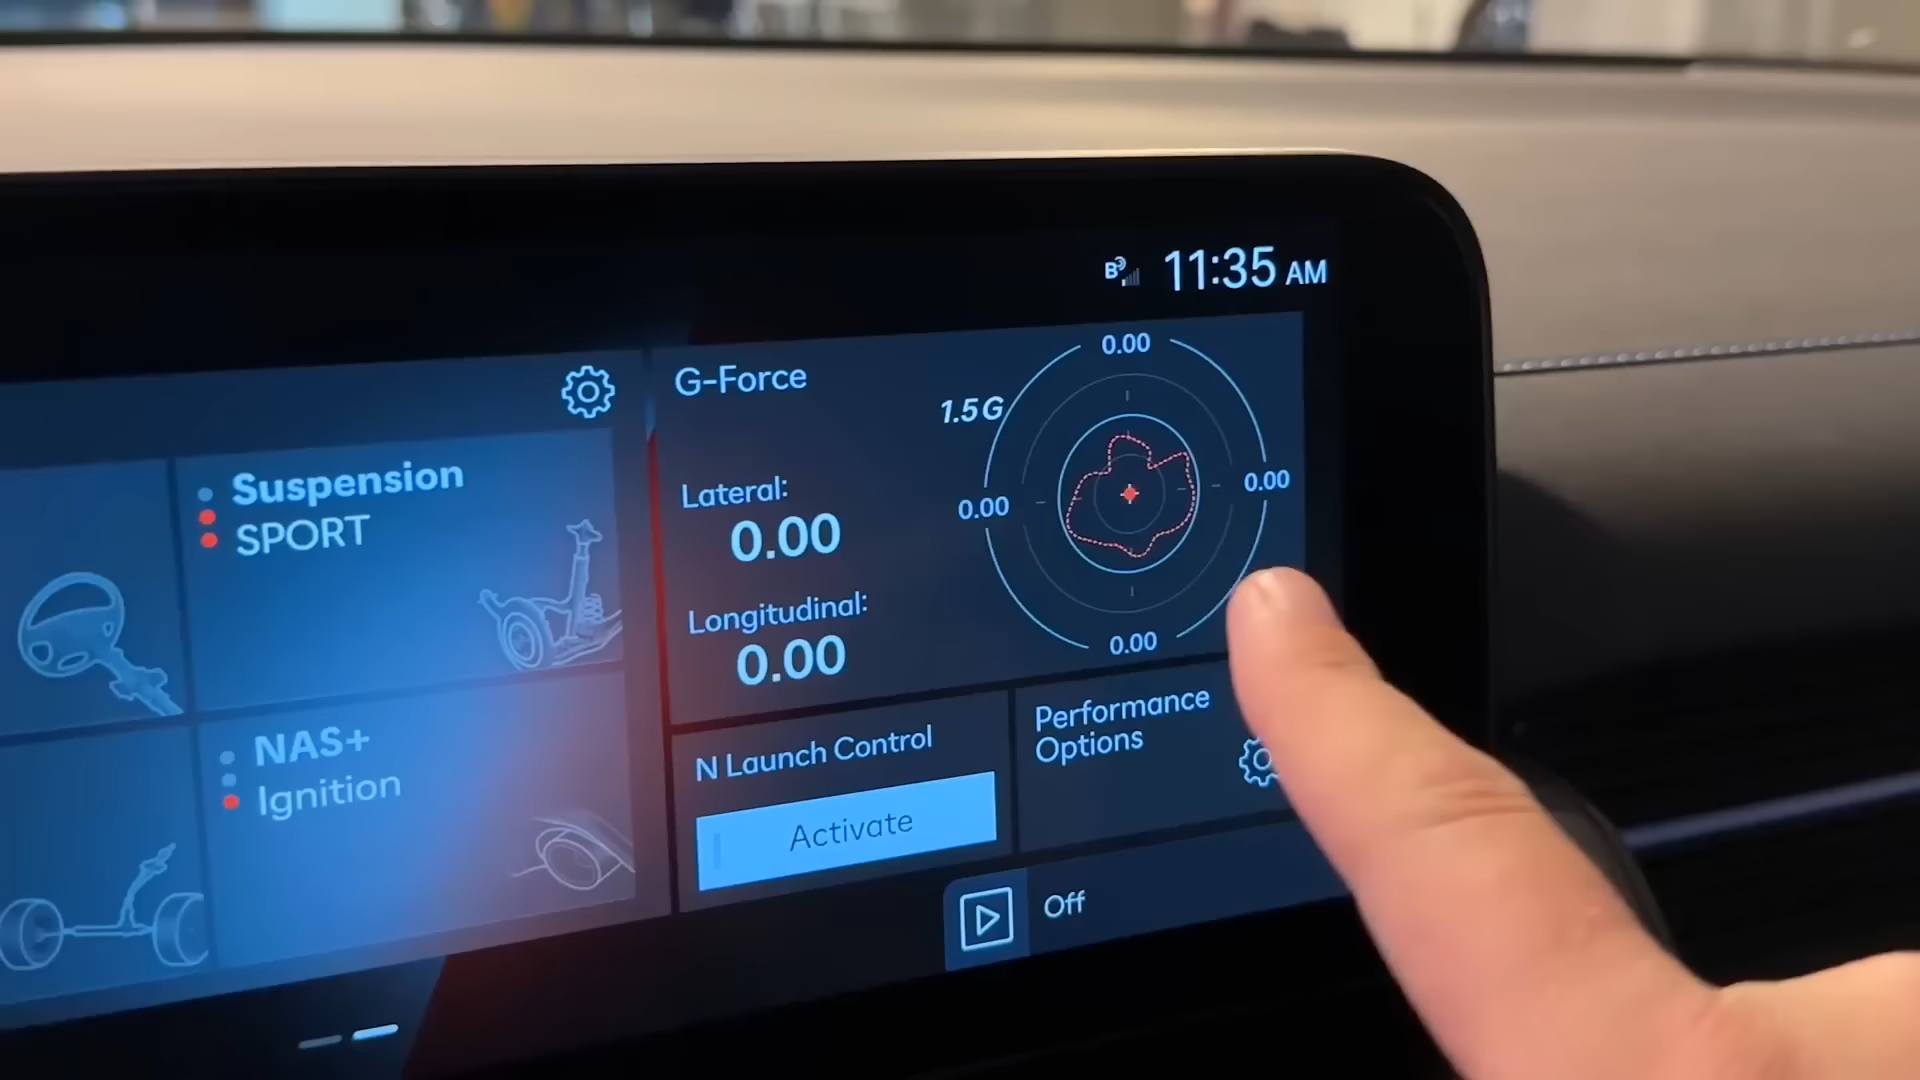 11:35 AM
Suspension
SPORT
NAS+
Ignition
G-Force
1.5G
0.00
0.00
0.00
0.00
Lateral:
0.00
Longitudinal:
0.00
N Launch Control
Activate
Performance
Options
Off